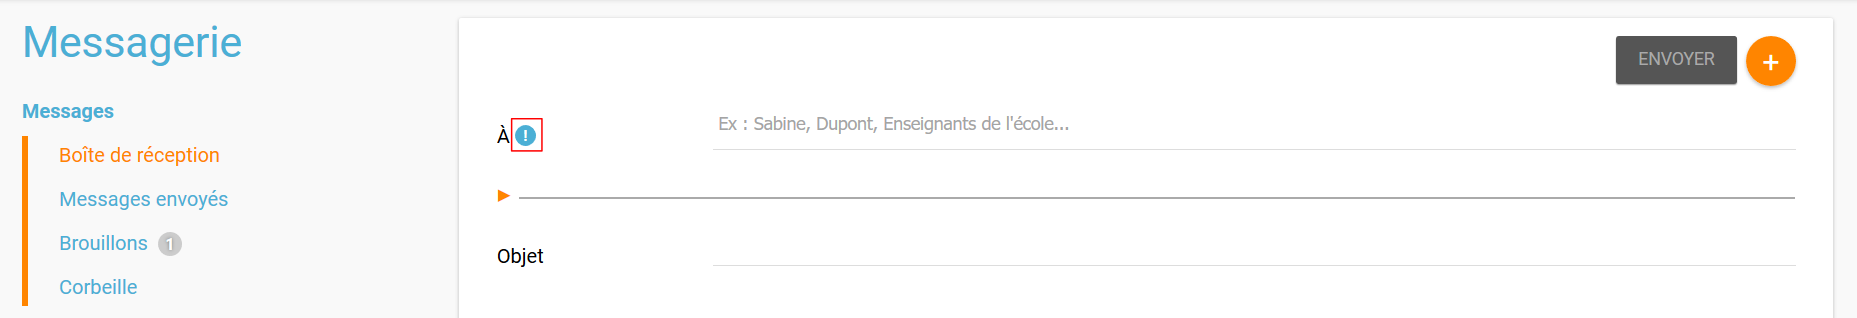 Messagerie
Messages
Boîte de réception
Messages envoyés
Brouillons 1
Corbeille
ENVOYER +
À ! Ex : Sabine, Dupont, Enseignants de l'école...
Objet